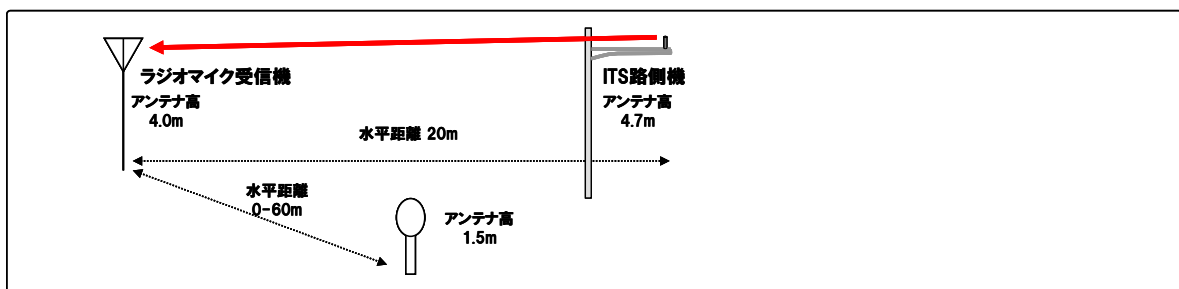 ラジオマイク受信機
アンテナ高
4.0m
ITS路側機
アンテナ高
4.7m
水平距離 20m
水平距離
0-60m
アンテナ高
1.5m